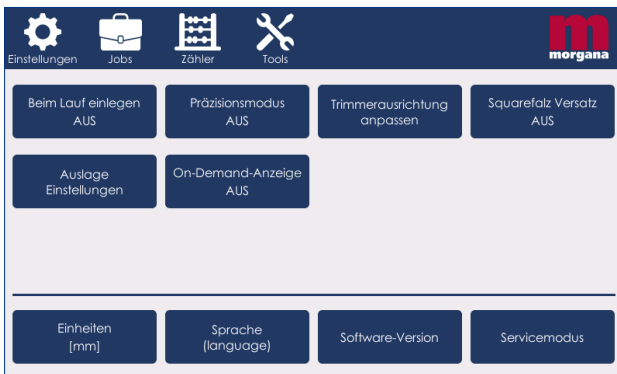 Einstellungen
Jobs
Zähler
Tools
morgana
Beim Lauf einlegen
AUS
Präzisionsmodus
AUS
Trimmerausrichtung
anpassen
Squarefalz Versatz
AUS
Auslage
Einstellungen
On-Demand-Anzeige
AUS
Einheiten
[mm]
Sprache
(language)
Software-Version
Servicemodus